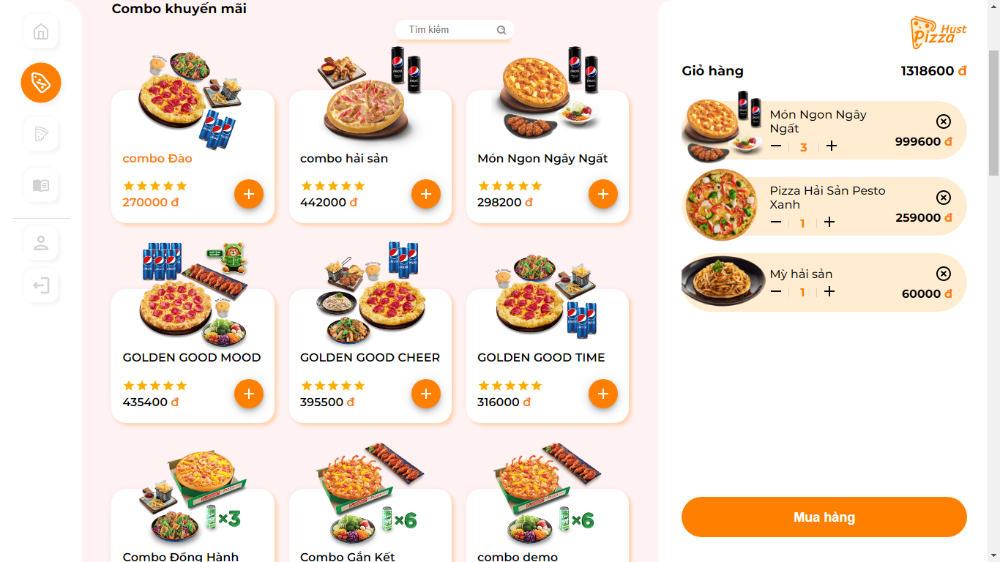 Combo khuyến mãi
Tìm kiếm
combo Đào
270000 đ
combo hải sản
442000 đ
Món Ngon Ngây Ngất
298200 đ
GOLDEN GOOD MOOD
435400 đ
GOLDEN GOOD CHEER
395500 đ
GOLDEN GOOD TIME
316000 đ
×3
Combo Đồng Hành
×6
Combo Gắn Kết
×6
combo demo
Hust
Pizza
Giỏ hàng
1318600 đ
Món Ngon Ngây
Ngất
3
999600 đ
Pizza Hải Sản Pesto
Xanh
1
259000 đ
Mỳ hải sản
1
60000 đ
Mua hàng